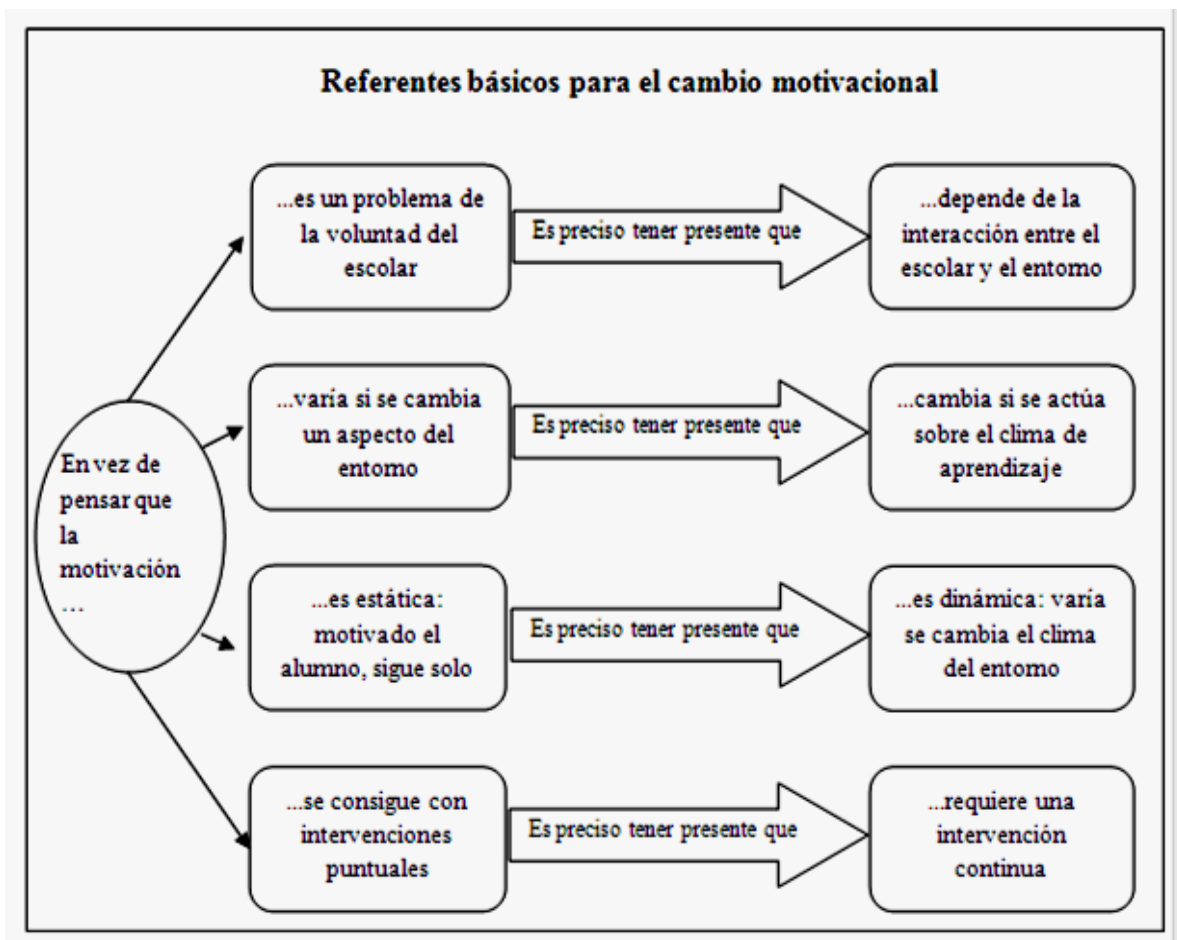 Referentes básicos para el cambio motivacional
...es un problema de
la voluntad del
escolar
Es preciso tener presente que
...depende de la
interacción entre el
escolar y el entorno
...varía si se cambia
un aspecto del
entorno
Es preciso tener presente que
...cambia si se actúa
sobre el clima de
aprendizaje
En vez de
pensar que
la
motivación
...
...es estática:
motivado el
alumno, sigue solo
Es preciso tener presente que
...es dinámica: varía
se cambia el clima
del entorno
...se consigue con
intervenciones
puntuales
Es preciso tener presente que
...requiere una
intervención
continua